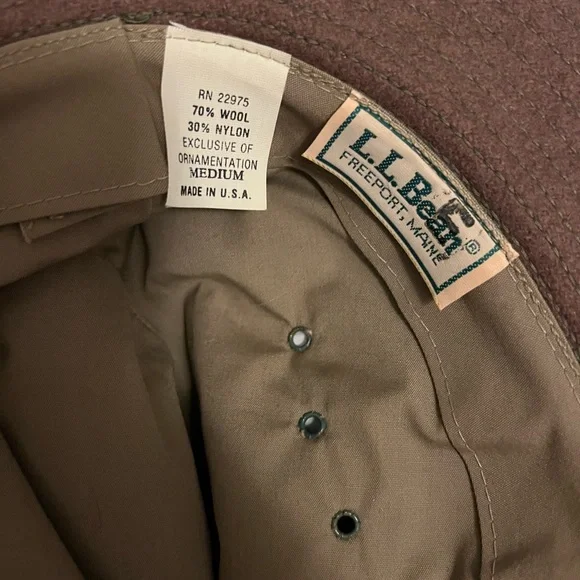 RN 22975
70% WOOL
30% NYLON
EXCLUSIVE OF
ORNAMENTATION
MEDIUM
MADE IN U.S.A.
L.L.Bean®
FREEPORT, MAINE